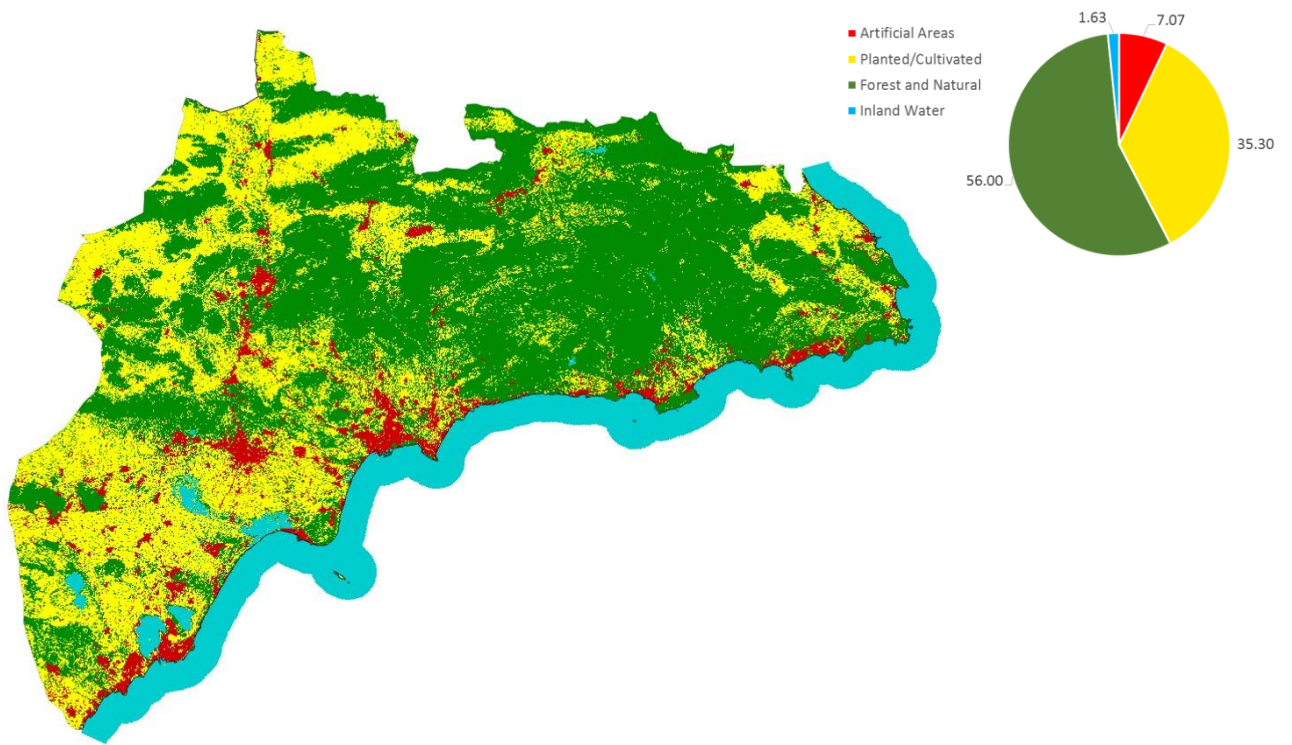 Artificial Areas
Planted/Cultivated
Forest and Natural
Inland Water
1.63
7.07
35.30
56.00